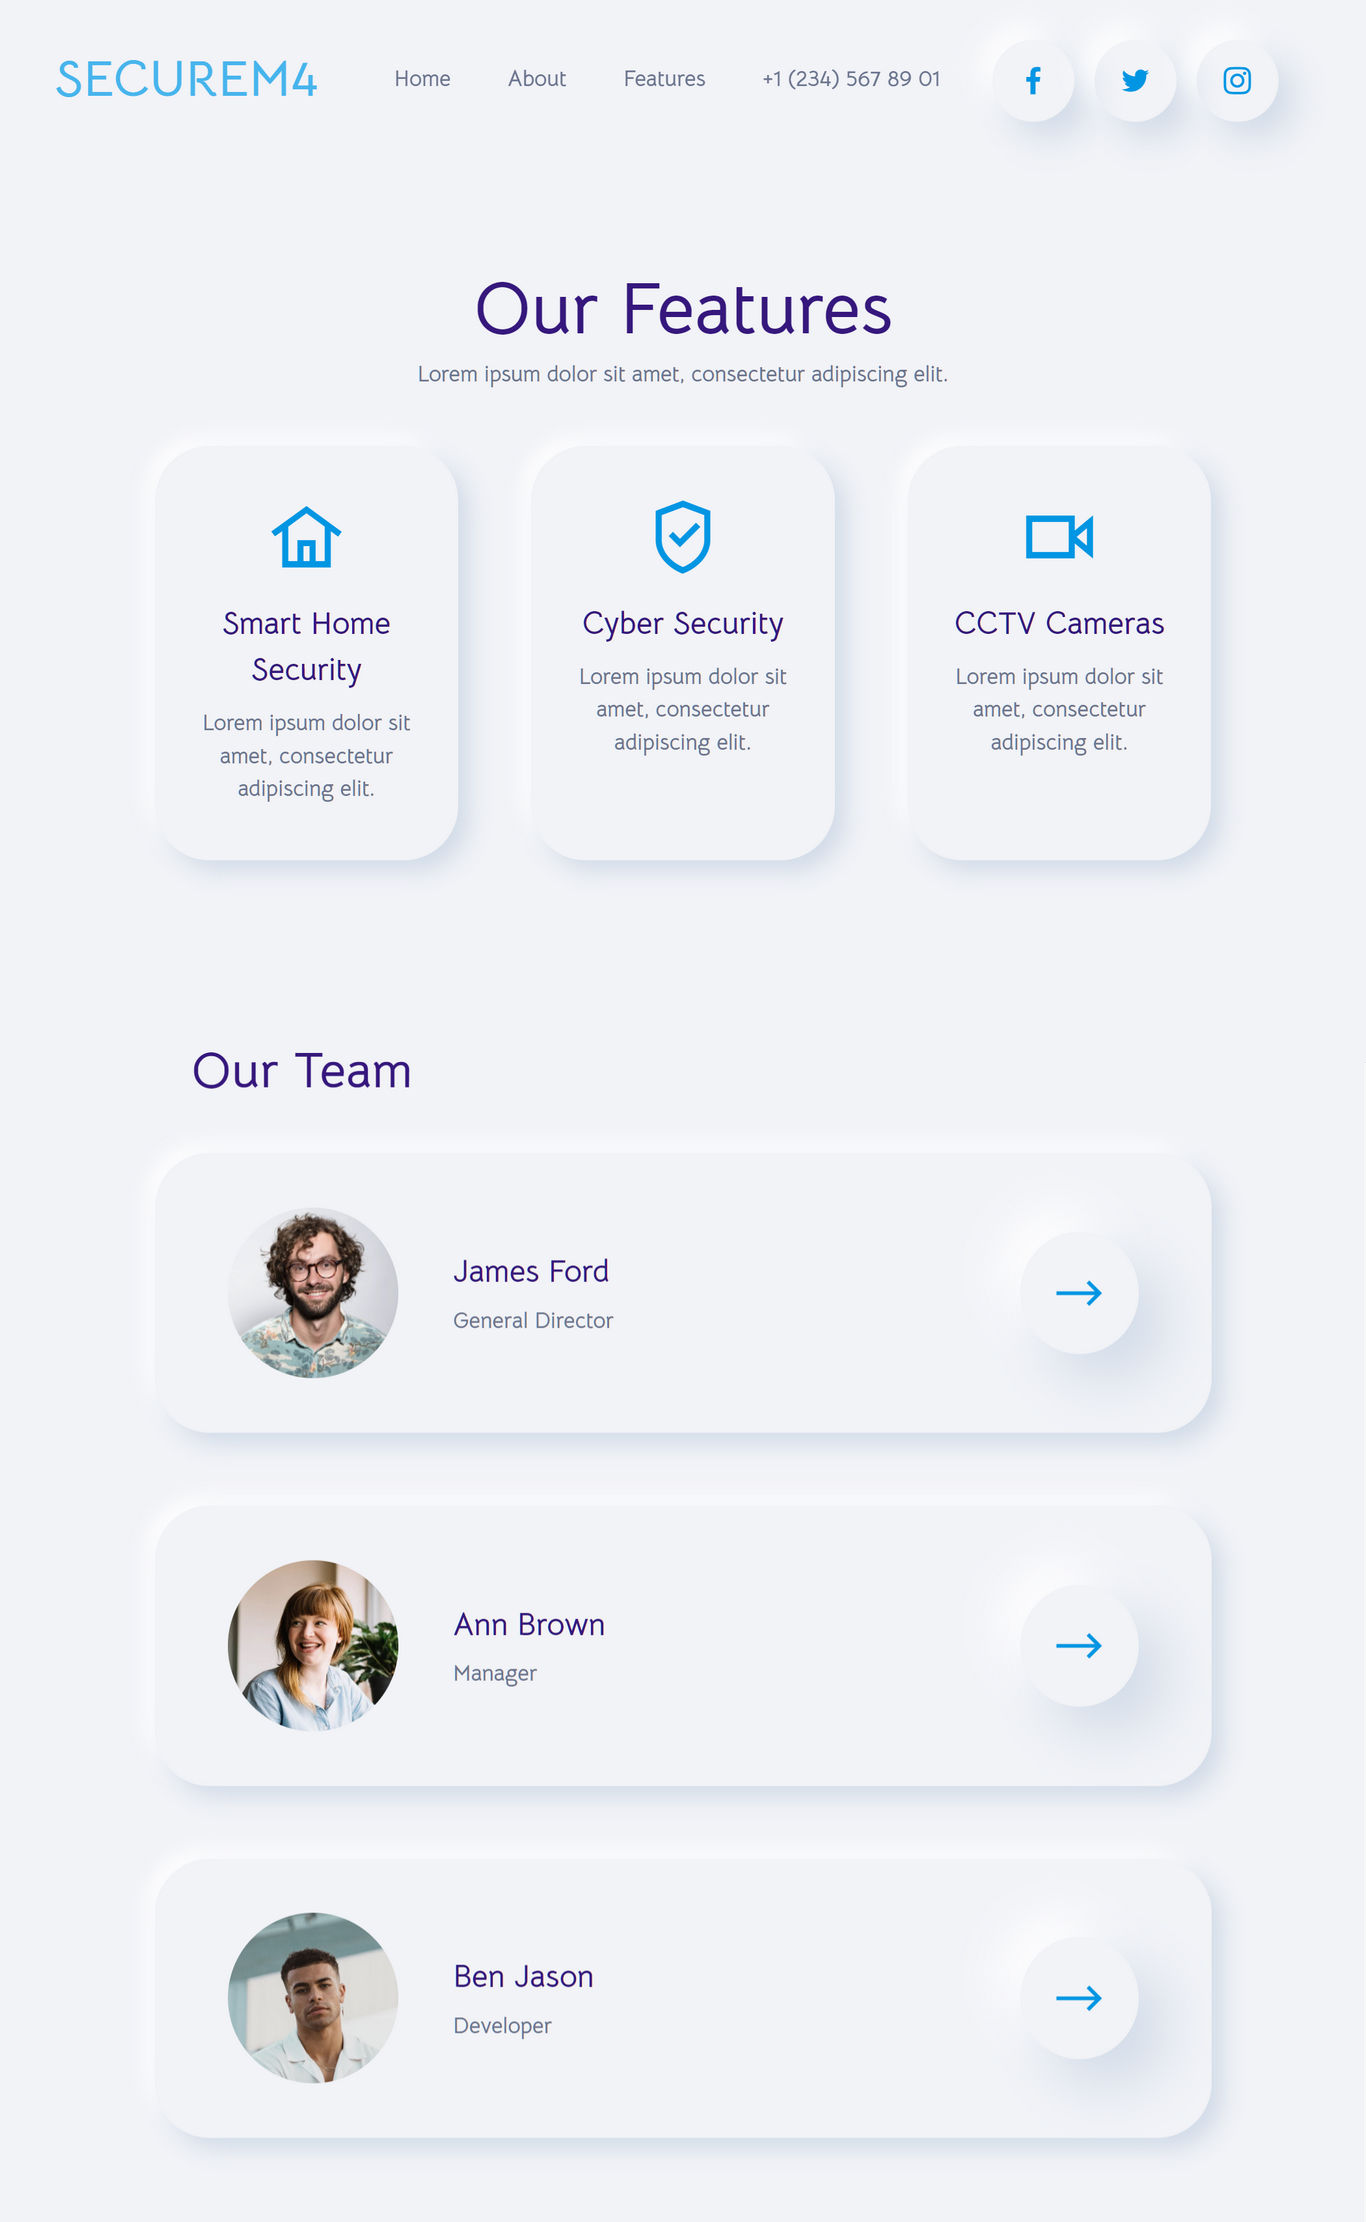 SECUREM4
Home About Features +1 (234) 567 89 01
Our Features
Lorem ipsum dolor sit amet, consectetur adipiscing elit.
Smart Home
Security
Lorem ipsum dolor sit
amet, consectetur
adipiscing elit.
Cyber Security
Lorem ipsum dolor sit
amet, consectetur
adipiscing elit.
CCTV Cameras
Lorem ipsum dolor sit
amet, consectetur
adipiscing elit.
Our Team
James Ford
General Director
Ann Brown
Manager
Ben Jason
Developer